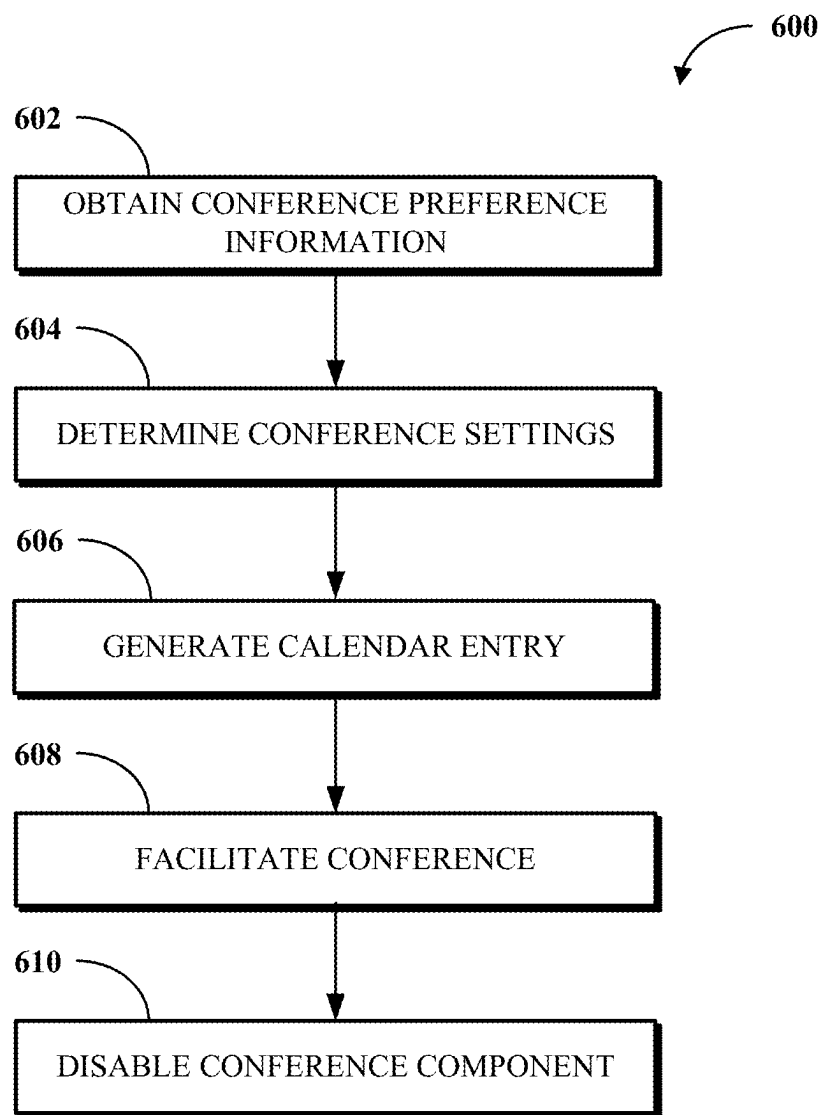 600
602
OBTAIN CONFERENCE PREFERENCE
INFORMATION
604
DETERMINE CONFERENCE SETTINGS
606
GENERATE CALENDAR ENTRY
608
FACILITATE CONFERENCE
610
DISABLE CONFERENCE COMPONENT